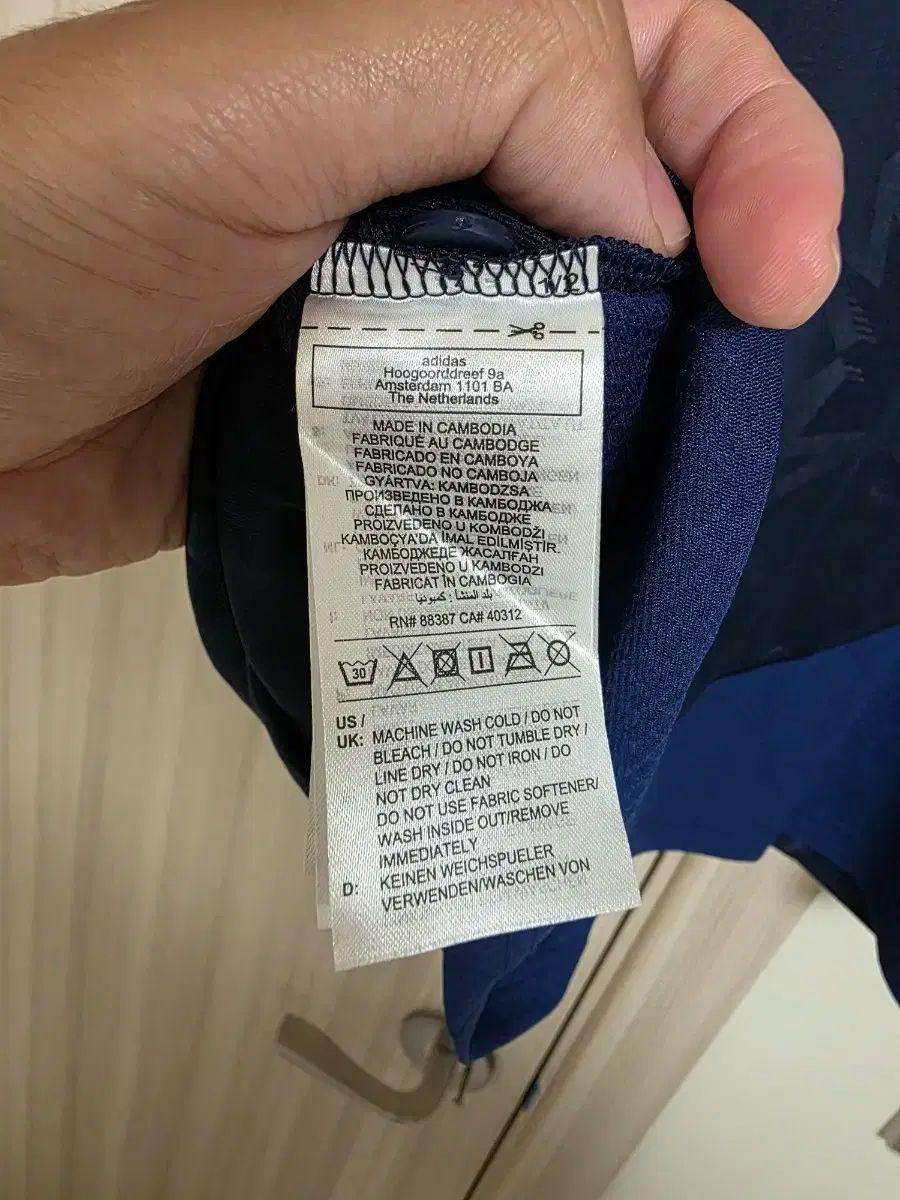 1/2
adidas
Hoogoorddreef 9a
Amsterdam 1101 BA
The Netherlands
MADE IN CAMBODIA
FABRIQUÉ AU CAMBODGE
FABRICADO EN CAMBOYA
FABRICADO NO CAMBOJA
GYÁRTVA: KAMBODZSA
ПРОИЗВЕДЕНО В КАМБОДЖА
СДЕЛАНО В КАМБОДЖЕ
PROIZVEDENO U KOMBODŽI
KAMBOÇYA'DA İMAL EDİLMİŞTİR.
КАМБОДЖЕДЕ ЖАСАЛҒАН
PROIZVEDENO U KAMBODZI
FABRICAT ÎN CAMBOGIA
بلد المنشأ: كمبوديا
RN# 88387 CA# 40312
30
US /
UK: MACHINE WASH COLD / DO NOT
BLEACH / DO NOT TUMBLE DRY /
LINE DRY / DO NOT IRON / DO
NOT DRY CLEAN
DO NOT USE FABRIC SOFTENER/
WASH INSIDE OUT/REMOVE
IMMEDIATELY
D: KEINEN WEICHSPUELER
VERWENDEN/WASCHEN VON